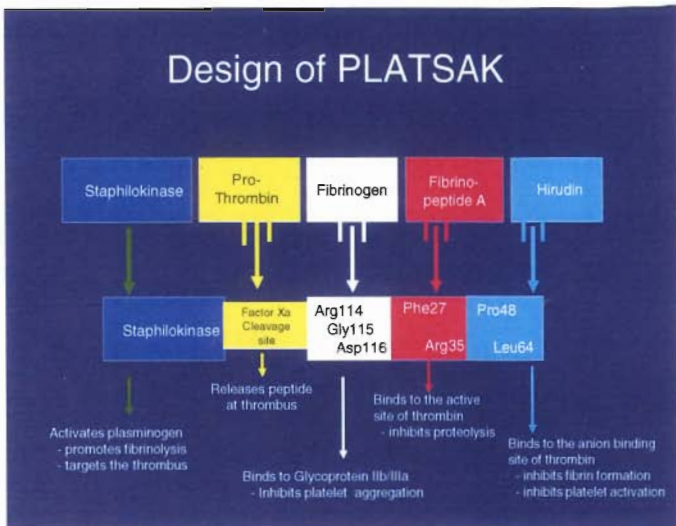 Design of PLATSAK
Staphilokinase
Pro-
Thrombin
Fibrinogen
Fibrino-
peptide A
Hirudin
Staphilokinase
Factor Xa
Cleavage
site
Arg114
Gly115
Asp116
Phe27
Arg35
Pro48
Leu64
Activates plasminogen
- promotes fibrinolysis
- targets the thrombus
Releases peptide
at thrombus
Binds to Glycoprotein IIb/IIIa
- Inhibits platelet aggregation
Binds to the active
site of thrombin
- inhibits proteolysis
Binds to the anion binding
site of thrombin
- inhibits fibrin formation
- inhibits platelet activation